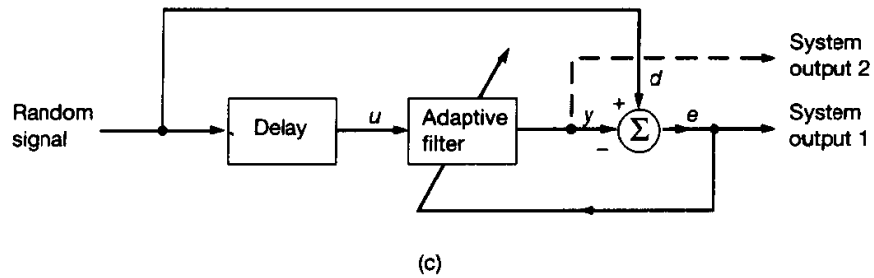 System
output 2
d
+
Random
signal
Delay
u
Adaptive
filter
y
Σ
e
System
output 1
−
(c)